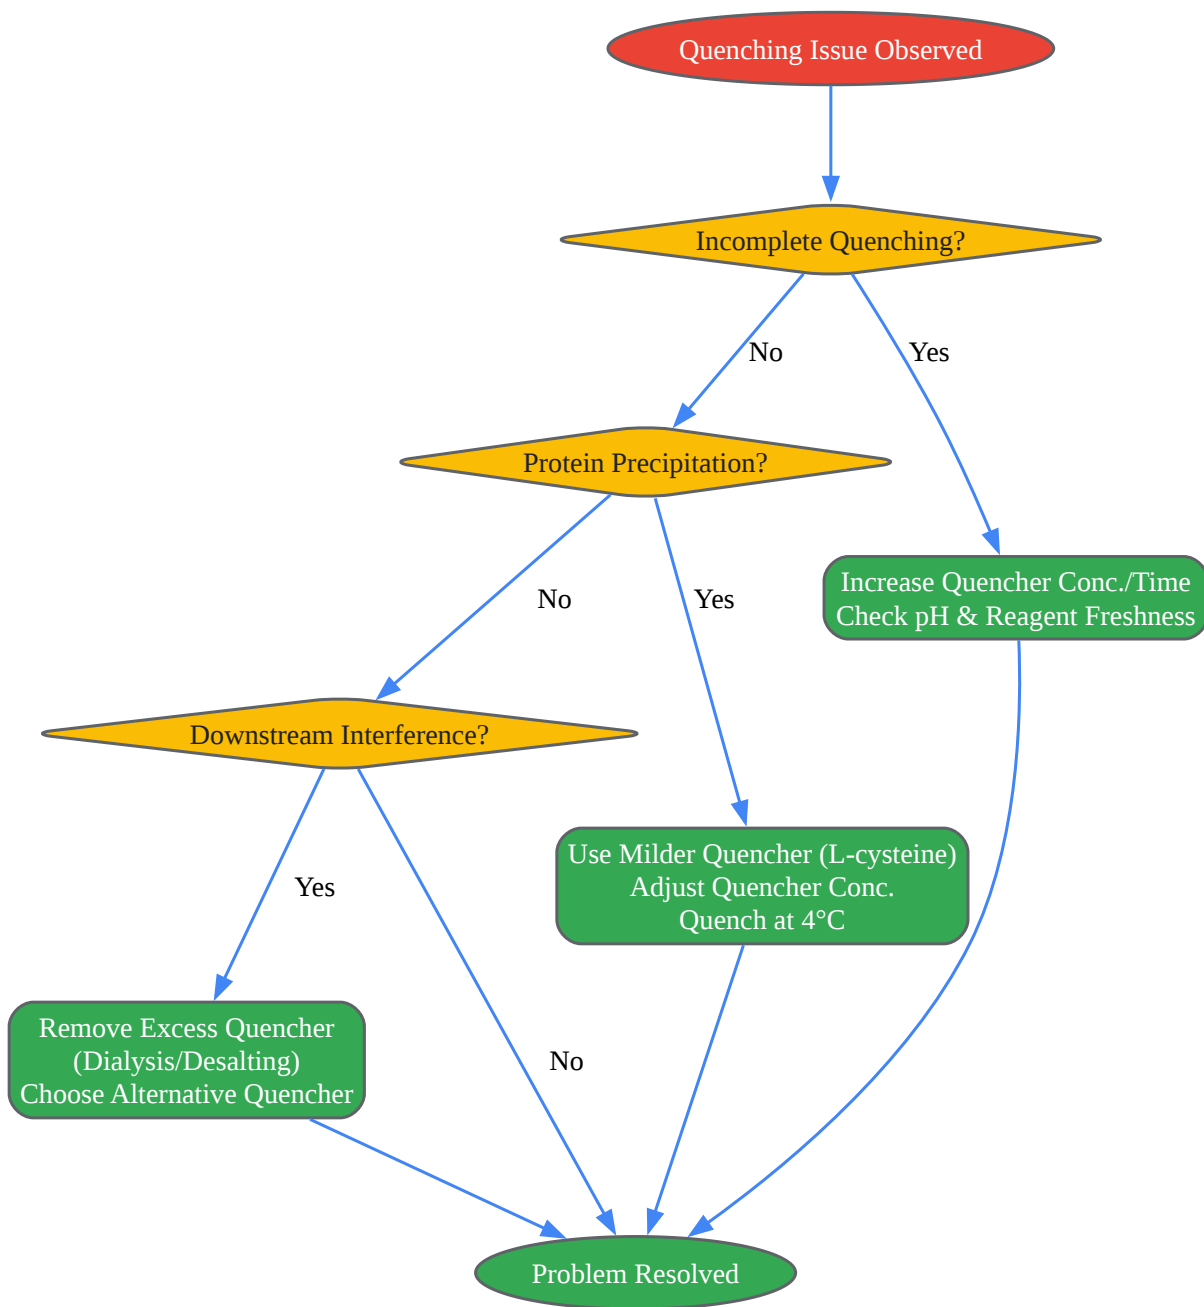 Quenching Issue Observed
Incomplete Quenching?
No
Yes
Protein Precipitation?
No
Yes
Increase Quencher Conc./Time
Check pH & Reagent Freshness
Downstream Interference?
Yes
No
Use Milder Quencher (L-cysteine)
Adjust Quencher Conc.
Quench at 4°C
Remove Excess Quencher
(Dialysis/Desalting)
Choose Alternative Quencher
Problem Resolved